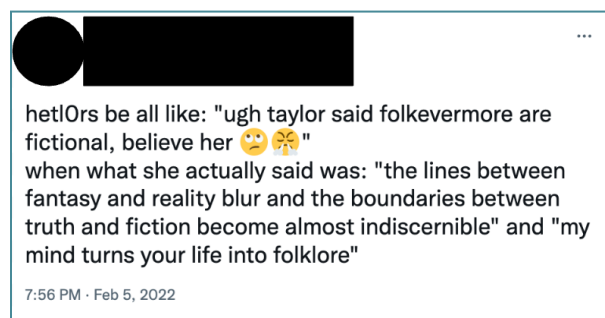 hetl0rs be all like: "ugh taylor said folkevermore are
fictional, believe her 🙄😤"
when what she actually said was: "the lines between
fantasy and reality blur and the boundaries between
truth and fiction become almost indiscernible" and "my
mind turns your life into folklore"
7:56 PM · Feb 5, 2022